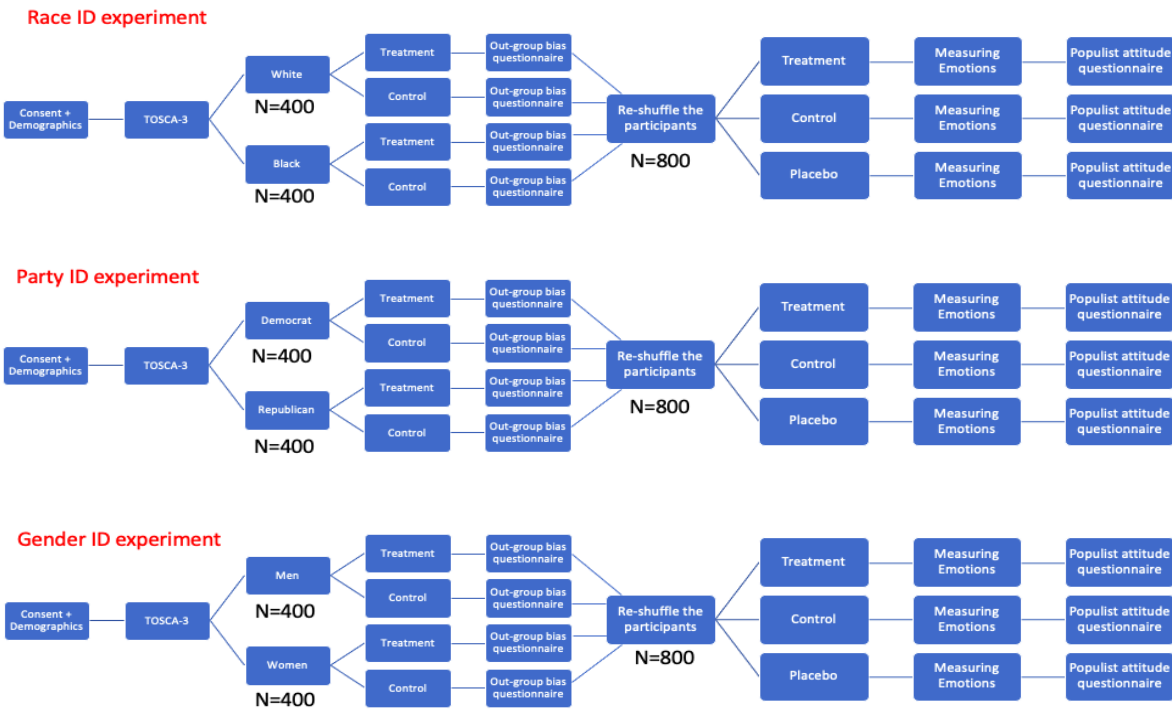 Race ID experiment
Consent +
Demographics
TOSCA-3
White
N=400
Black
N=400
Treatment
Control
Treatment
Control
Out-group bias
questionnaire
Out-group bias
questionnaire
Out-group bias
questionnaire
Out-group bias
questionnaire
Re-shuffle the
participants
N=800
Treatment
Control
Placebo
Measuring
Emotions
Measuring
Emotions
Measuring
Emotions
Populist attitude
questionnaire
Populist attitude
questionnaire
Populist attitude
questionnaire
Party ID experiment
Consent +
Demographics
TOSCA-3
Democrat
N=400
Republican
N=400
Treatment
Control
Treatment
Control
Out-group bias
questionnaire
Out-group bias
questionnaire
Out-group bias
questionnaire
Out-group bias
questionnaire
Re-shuffle the
participants
N=800
Treatment
Control
Placebo
Measuring
Emotions
Measuring
Emotions
Measuring
Emotions
Populist attitude
questionnaire
Populist attitude
questionnaire
Populist attitude
questionnaire
Gender ID experiment
Consent +
Demographics
TOSCA-3
Men
N=400
Women
N=400
Treatment
Control
Treatment
Control
Out-group bias
questionnaire
Out-group bias
questionnaire
Out-group bias
questionnaire
Out-group bias
questionnaire
Re-shuffle the
participants
N=800
Treatment
Control
Placebo
Measuring
Emotions
Measuring
Emotions
Measuring
Emotions
Populist attitude
questionnaire
Populist attitude
questionnaire
Populist attitude
questionnaire